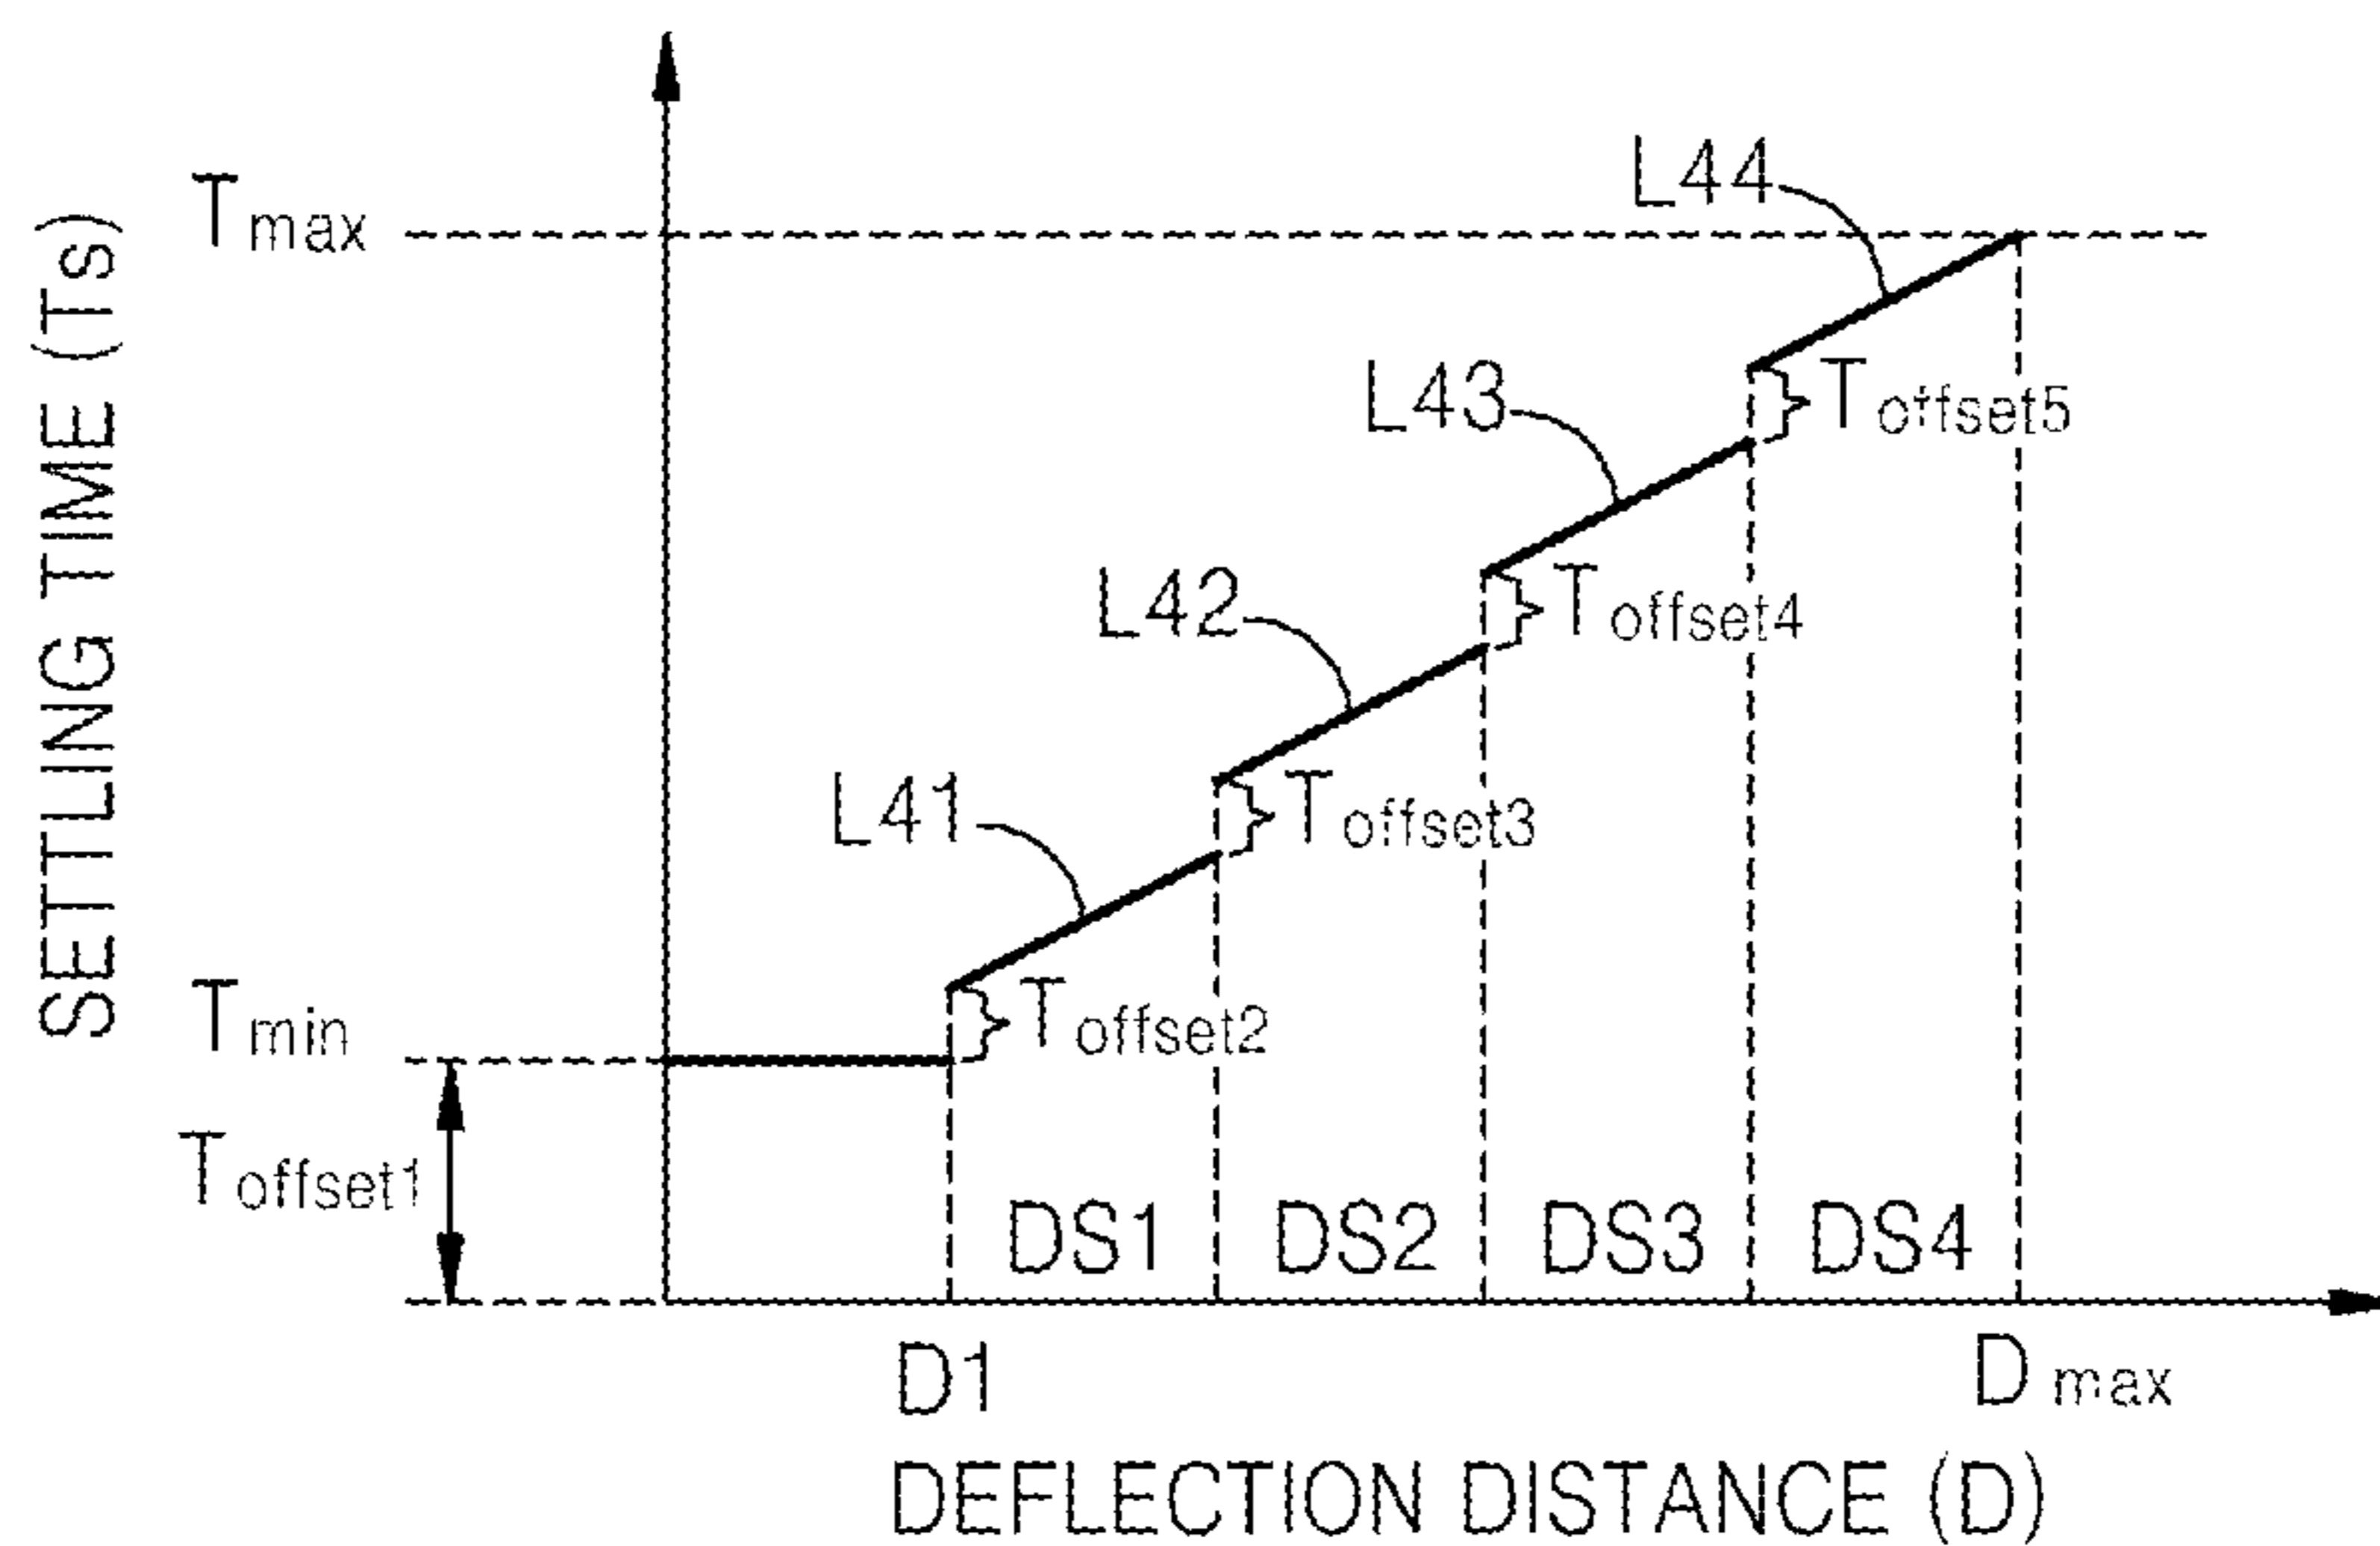 SETTLING TIME (Ts)
Tmax
L44
Toffset5
L43
Toffset4
L42
Toffset3
L41
Toffset2
Tmin
Toffset1
DS1 DS2 DS3 DS4
D1
Dmax
DEFLECTION DISTANCE (D)